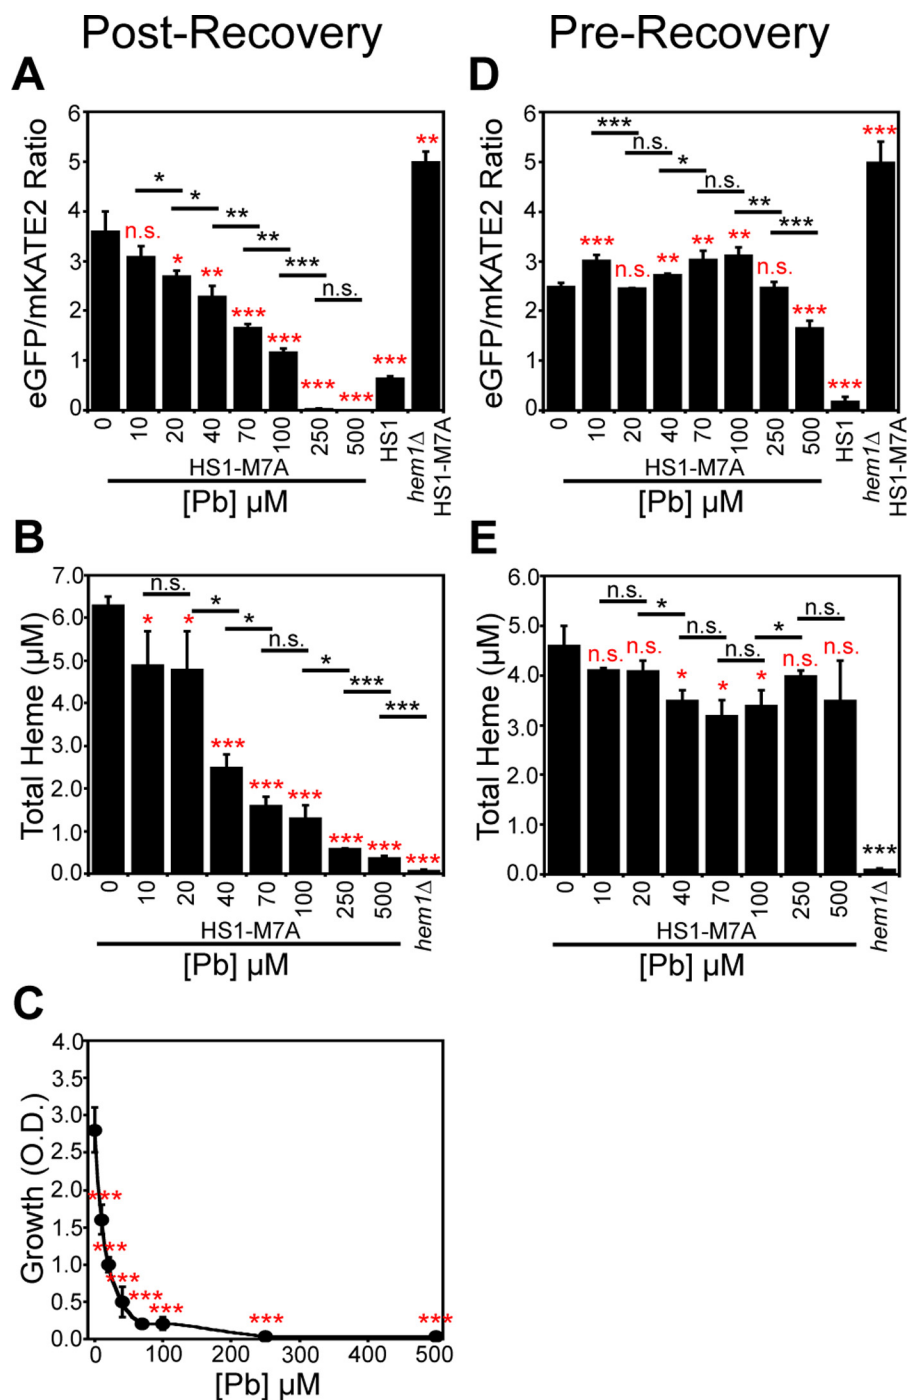 Post-Recovery
Pre-Recovery
A
eGFP/mKATE2 Ratio
6
5
4
3
2
1
0
n.s.
*
**
***
***
***
***
***
**
*
*
**
**
***
n.s.
0
10
20
40
70
100
250
500
HS1
hem1Δ
HS1-M7A
HS1-M7A
[Pb] μM
D
eGFP/mKATE2 Ratio
6
5
4
3
2
1
0
***
n.s.
**
**
**
n.s.
***
***
***
***
n.s.
*
n.s.
**
***
0
10
20
40
70
100
250
500
HS1
hem1Δ
HS1-M7A
HS1-M7A
[Pb] μM
B
Total Heme (μM)
7.0
6.0
5.0
4.0
3.0
2.0
1.0
0.0
n.s.
*
*
n.s.
*
***
***
*
*
***
***
***
***
***
***
0
10
20
40
70
100
250
500
hem1Δ
HS1-M7A
[Pb] μM
E
Total Heme (μM)
6.0
5.0
4.0
3.0
2.0
1.0
0.0
n.s.
*
n.s.
n.s.
*
n.s.
n.s.
n.s.
*
*
*
n.s.
n.s.
***
0
10
20
40
70
100
250
500
hem1Δ
HS1-M7A
[Pb] μM
C
Growth (O.D.)
4.0
3.5
3.0
2.5
2.0
1.5
1.0
0.5
0.0
***
***
***
***
***
***
***
0
100
200
300
400
500
[Pb] μM